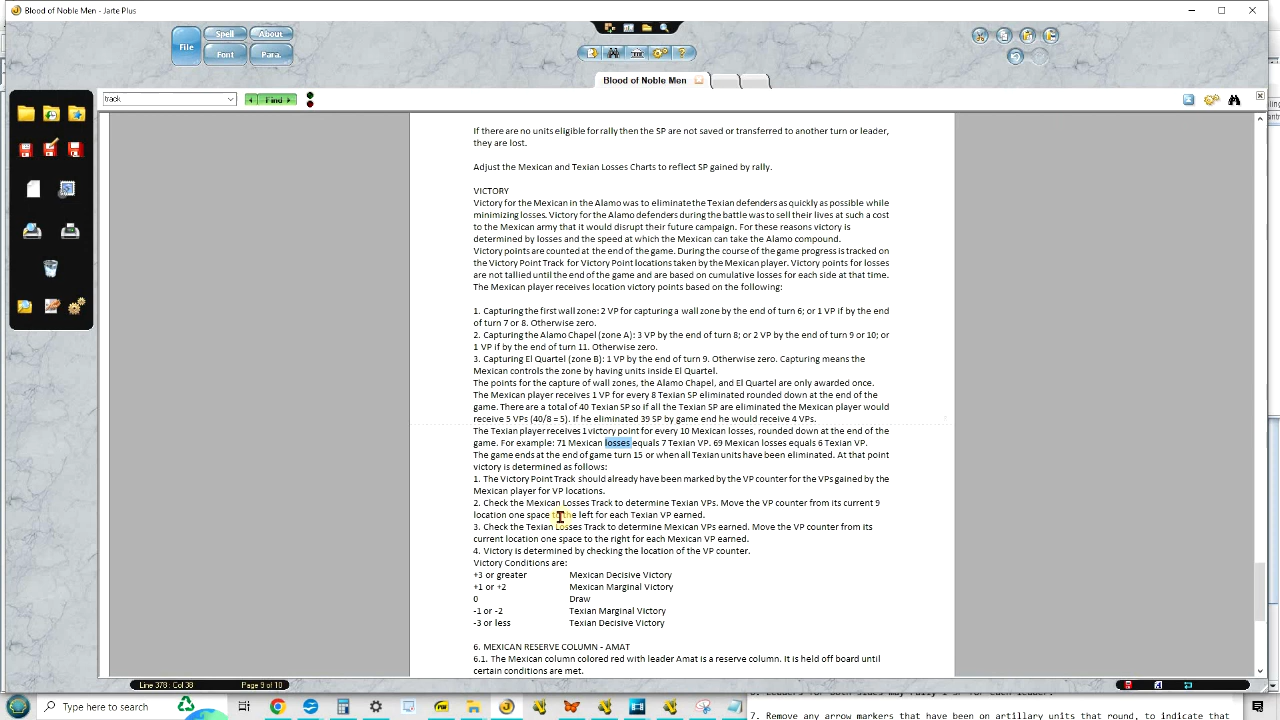 Blood of Noble Men - Jarte Plus
File
Spell
About
Font
Para.
Blood of Noble Men
track
Find
If there are no units eligible for rally then the SP are not saved or transferred to another turn or leader,
they are lost.
Adjust the Mexican and Texian Losses Charts to reflect SP gained by rally.
VICTORY
Victory for the Mexican in the Alamo was to eliminate the Texian defenders as quickly as possible while
minimizing losses. Victory for the Alamo defenders during the battle was to sell their lives at such a cost
to the Mexican army that it would disrupt their future campaign. For these reasons victory is
determined by losses and the speed at which the Mexican can take the Alamo compound.
Victory points are counted at the end of the game. During the course of the game progress is tracked on
the Victory Point Track for Victory Point locations taken by the Mexican player. Victory points for losses
are not tallied until the end of the game and are based on cumulative losses for each side at that time.
The Mexican player receives location victory points based on the following:
1. Capturing the first wall zone: 2 VP for capturing a wall zone by the end of turn 6; or 1 VP if by the end
of turn 7 or 8. Otherwise zero.
2. Capturing the Alamo Chapel (zone A): 3 VP by the end of turn 8; or 2 VP by the end of turn 9 or 10; or
1 VP if by the end of turn 11. Otherwise zero.
3. Capturing El Quartel (zone B): 1 VP by the end of turn 9. Otherwise zero. Capturing means the
Mexican controls the zone by having units inside El Quartel.
The points for the capture of wall zones, the Alamo Chapel, and El Quartel are only awarded once.
The Mexican player receives 1 VP for every 8 Texian SP eliminated rounded down at the end of the
game. There are a total of 40 Texian SP so if all the Texian SP are eliminated the Mexican player would
receive 5 VPs (40/8 = 5). If he eliminated 39 SP by game end he would receive 4 VPs.
The Texian player receives 1 victory point for every 10 Mexican losses, rounded down at the end of the
game. For example: 71 Mexican losses equals 7 Texian VP. 69 Mexican losses equals 6 Texian VP.
The game ends at the end of game turn 15 or when all Texian units have been eliminated. At that point
victory is determined as follows:
1. The Victory Point Track should already have been marked by the VP counter for the VPs gained by the
Mexican player for VP locations.
2. Check the Mexican Losses Track to determine Texian VPs. Move the VP counter from its current 9
location one space to the left for each Texian VP earned.
3. Check the Texian Losses Track to determine Mexican VPs earned. Move the VP counter from its
current location one space to the right for each Mexican VP earned.
4. Victory is determined by checking the location of the VP counter.
Victory Conditions are:
+3 or greater Mexican Decisive Victory
+1 or +2 Mexican Marginal Victory
0 Draw
-1 or -2 Texian Marginal Victory
-3 or less Texian Decisive Victory
6. MEXICAN RESERVE COLUMN - AMAT
6.1. The Mexican column colored red with leader Amat is a reserve column. It is held off board until
certain conditions are met.
Line 378: Col 38 Page 9 of 10
Type here to search
7. Remove any arrow markers that have been on artillary units that round, to indicate that